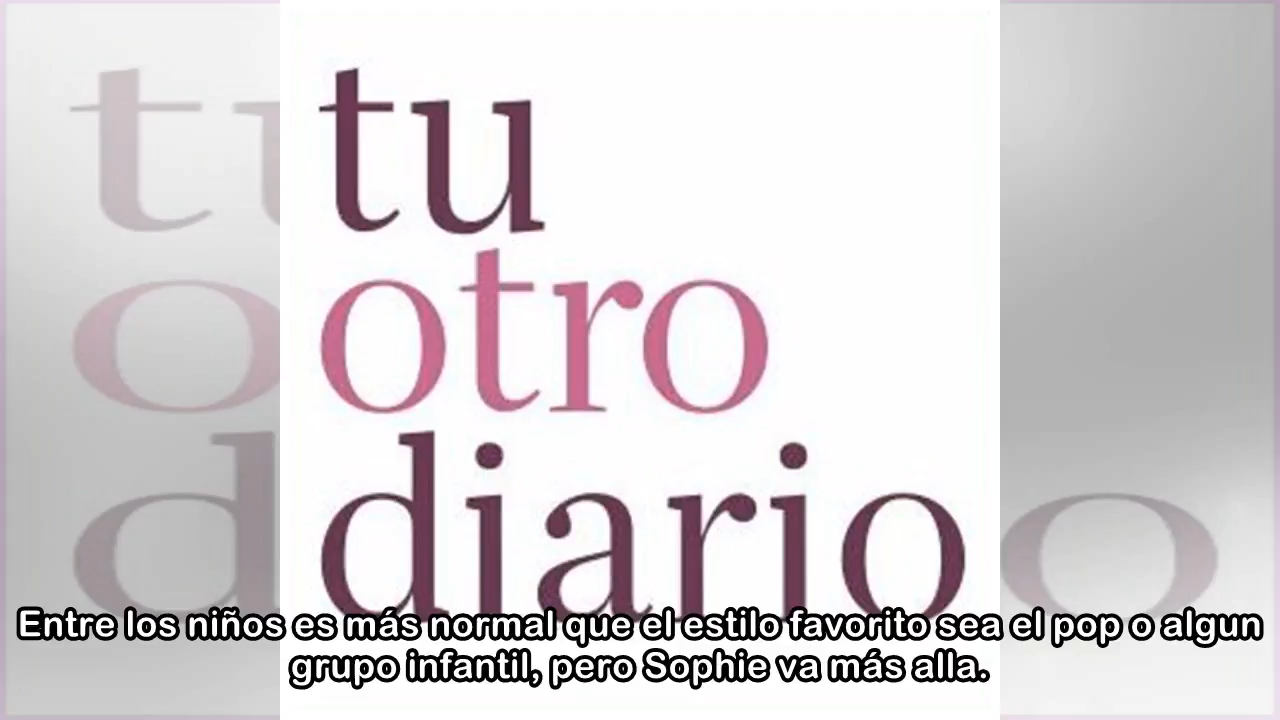 tu
otro
diario
Entre los niños es más normal que el estilo favorito sea el pop o algun
grupo infantil, pero Sophie va más alla.